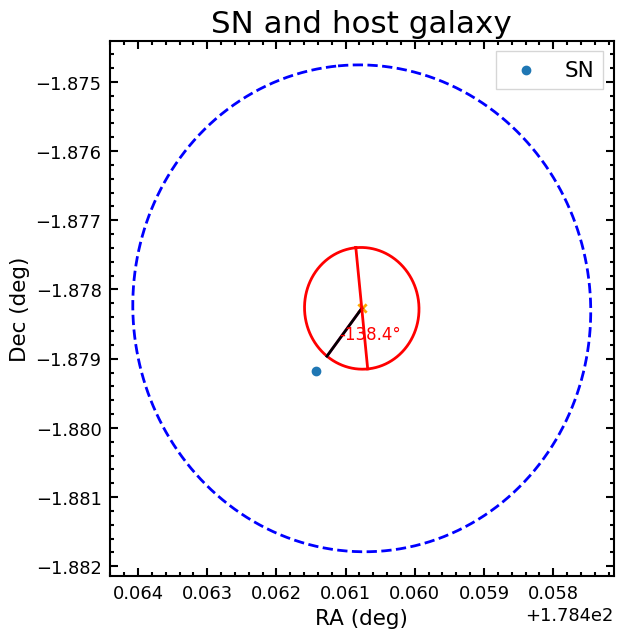 SN and host galaxy
SN
−1.875
−1.876
−1.877
−1.878
−1.879
−1.880
−1.881
−1.882
Dec (deg)
-138.4°
0.064 0.063 0.062 0.061 0.060 0.059 0.058
RA (deg)
+1.784e2